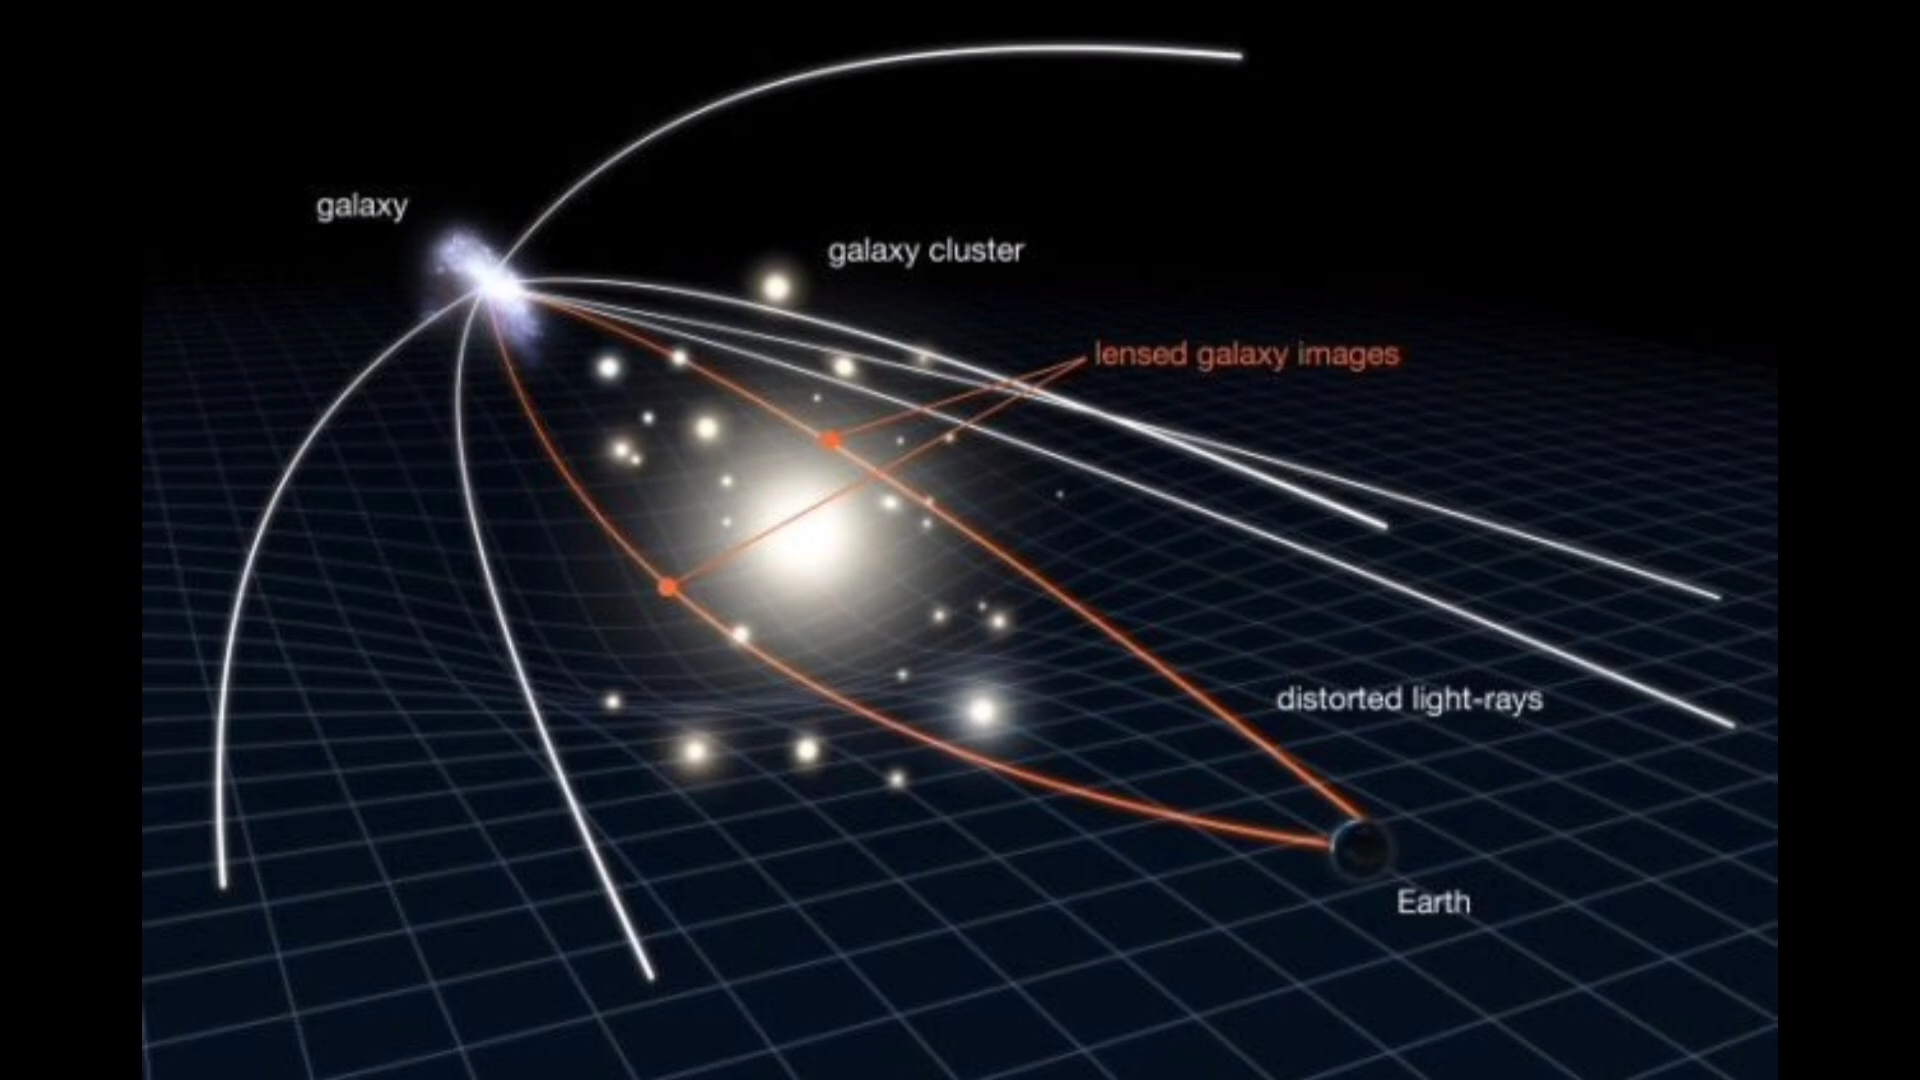 galaxy
galaxy cluster
lensed galaxy images
distorted light-rays
Earth